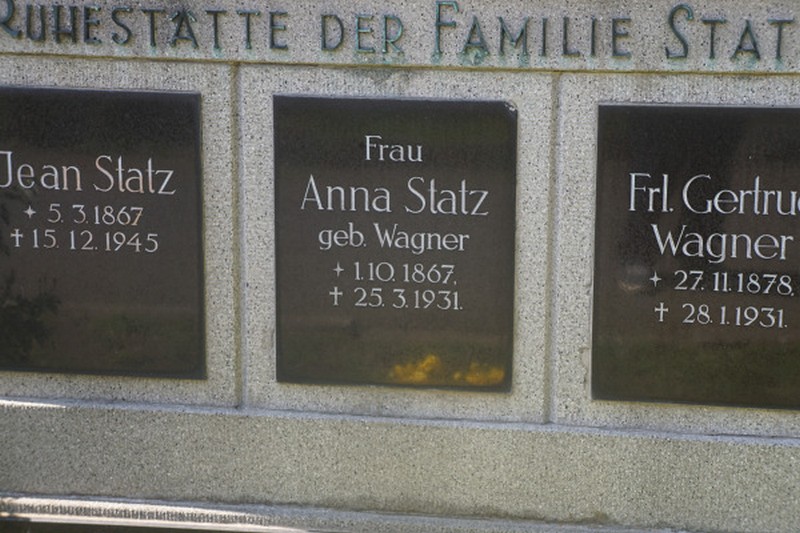 RUHESTÄTTE DER FAMILIE STAT
Jean Statz
✦ 5. 3. 1867
† 15. 12. 1945
Frau
Anna Statz
geb. Wagner
✦ 1. 10. 1867.
† 25. 3. 1931.
Frl. Gertrud
Wagner
✦ 27. 11. 1878.
† 28. 1. 1931.